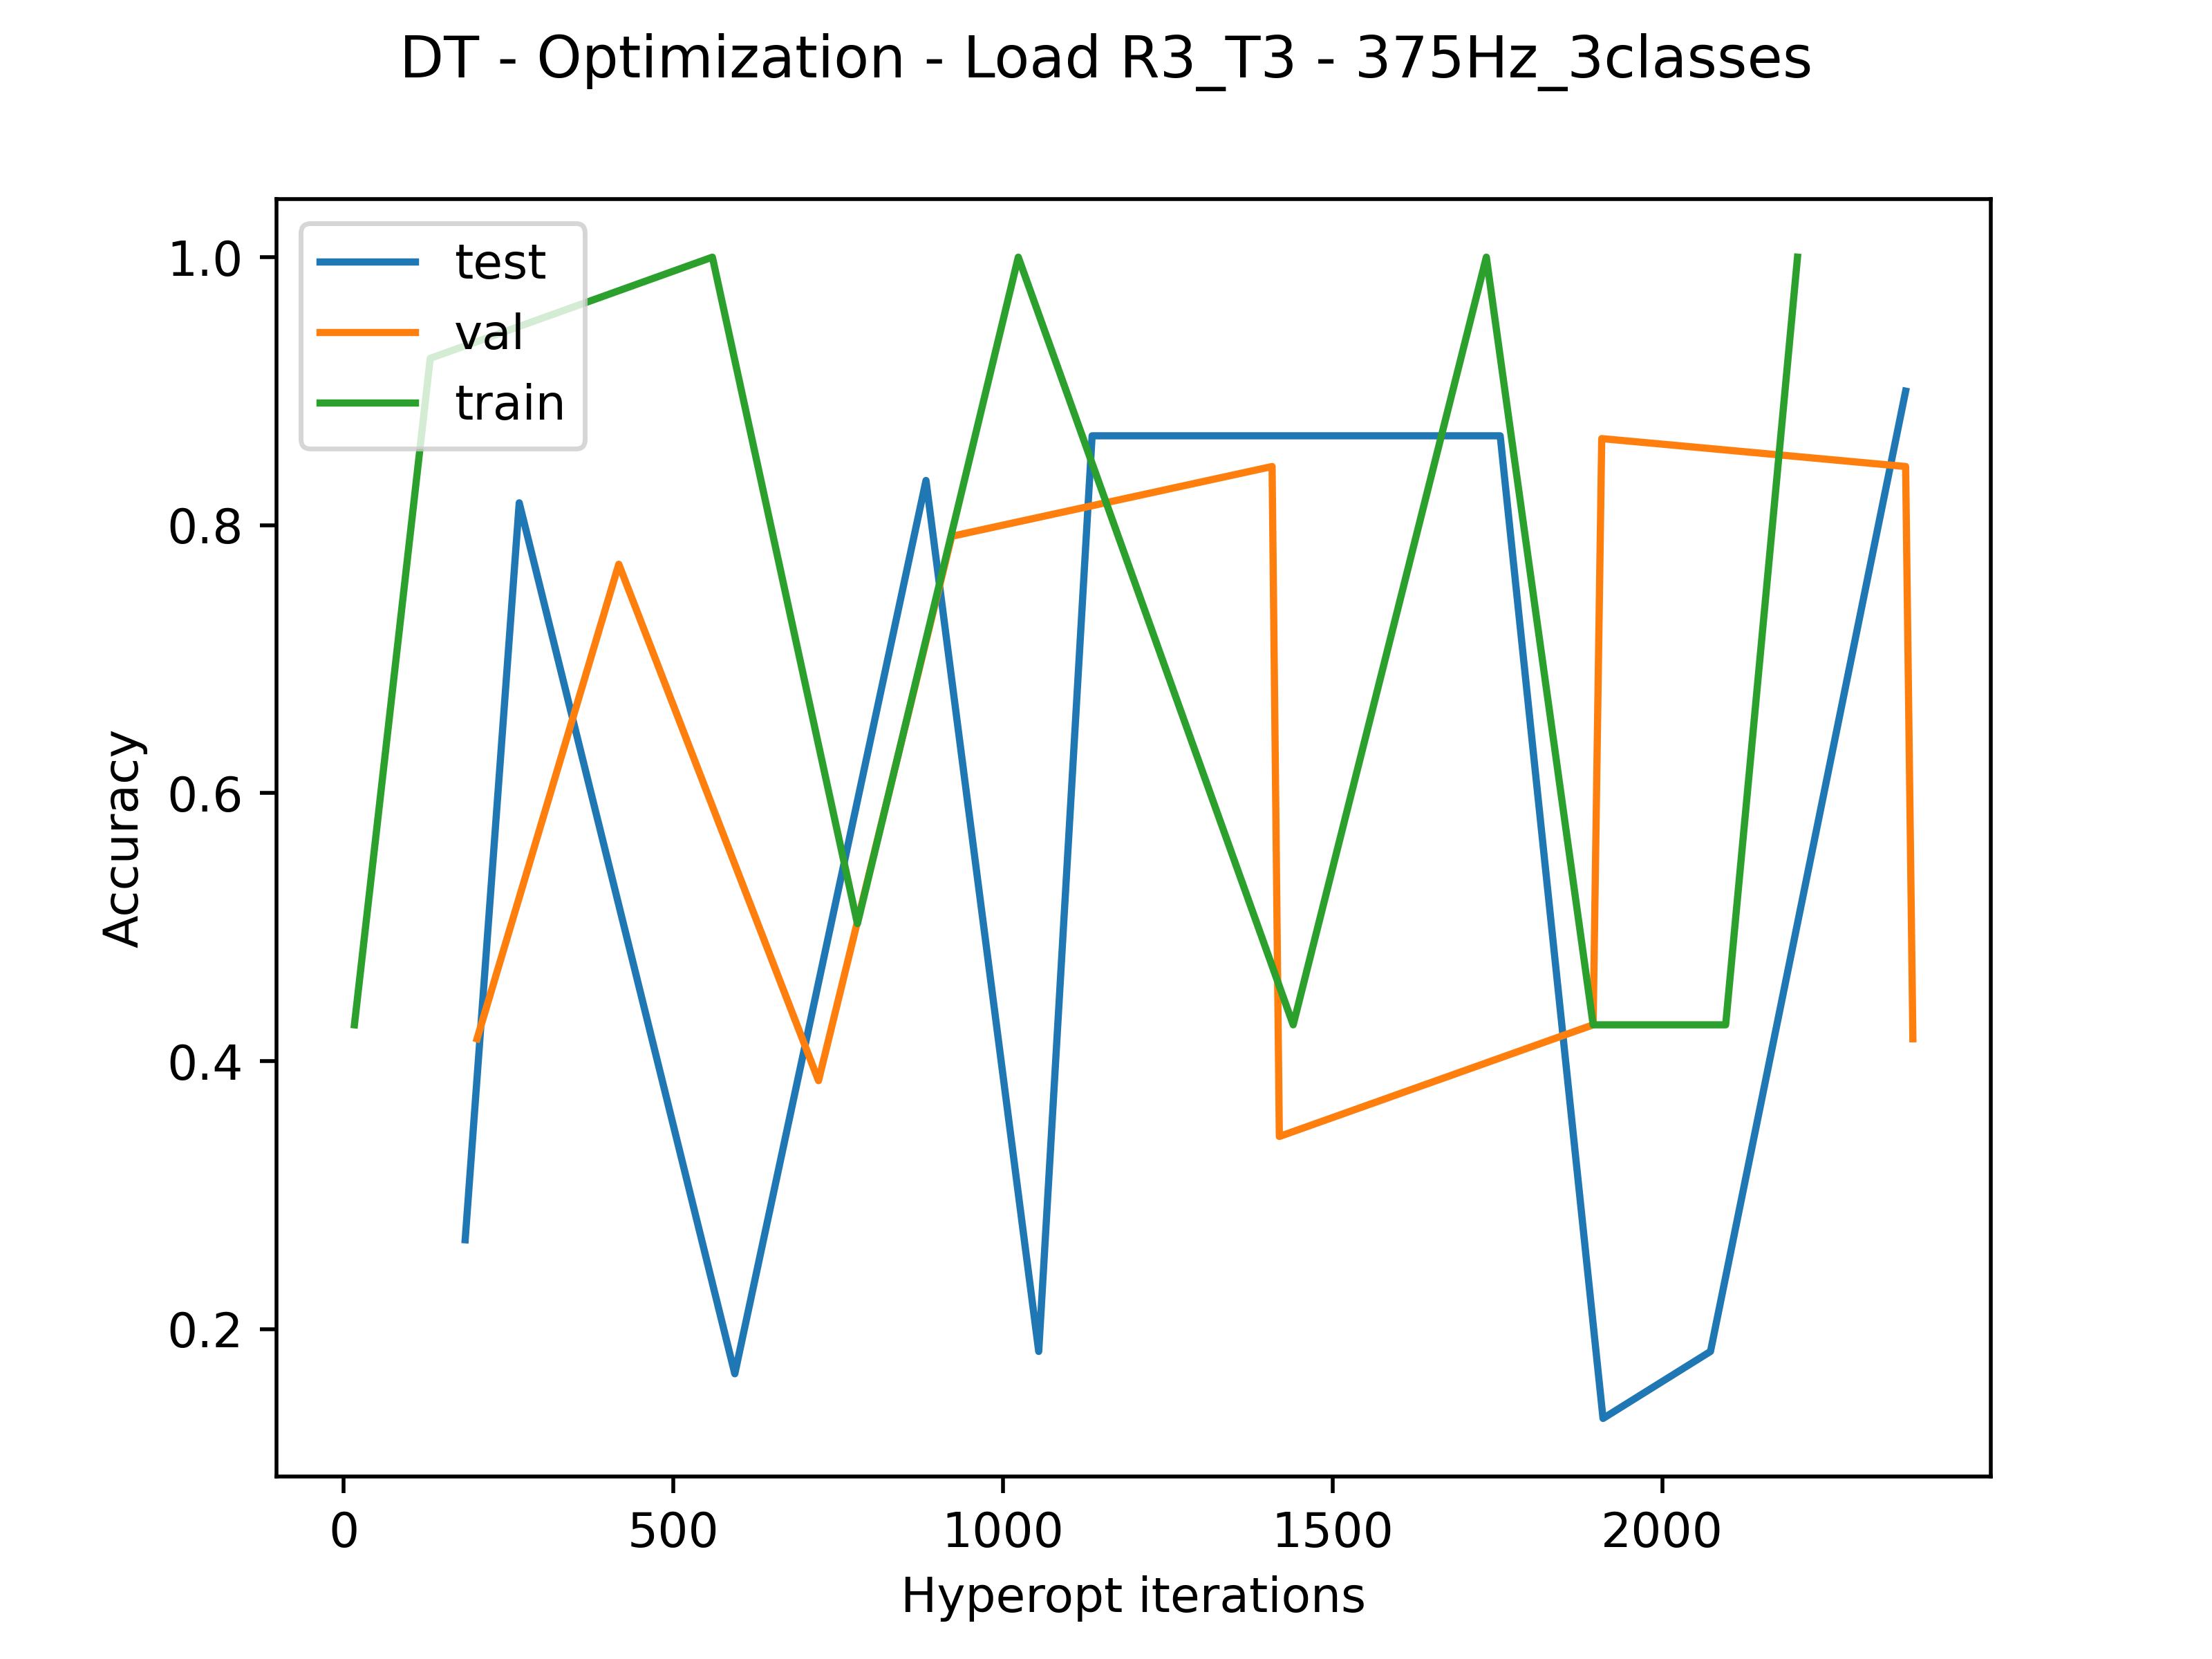 DT - Optimization - Load R3_T3 - 375Hz_3classes
test
val
train
1.0
0.8
0.6
0.4
0.2
Accuracy
0 500 1000 1500 2000
Hyperopt iterations